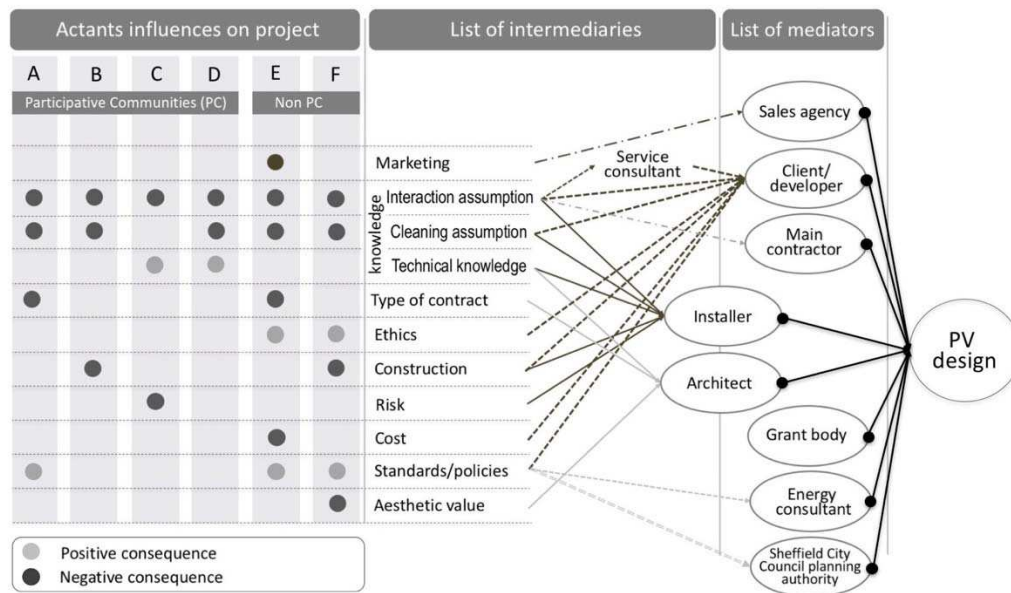 Actants influences on project
List of intermediaries
List of mediators
A B C D E F
Participative Communities (PC)
Non PC
Marketing
knowledge
Interaction assumption
Cleaning assumption
Technical knowledge
Type of contract
Ethics
Construction
Risk
Cost
Standards/policies
Aesthetic value
Service
consultant
Sales agency
Client/
developer
Main
contractor
Installer
Architect
Grant body
Energy
consultant
Sheffield City
Council planning
authority
PV
design
Positive consequence
Negative consequence